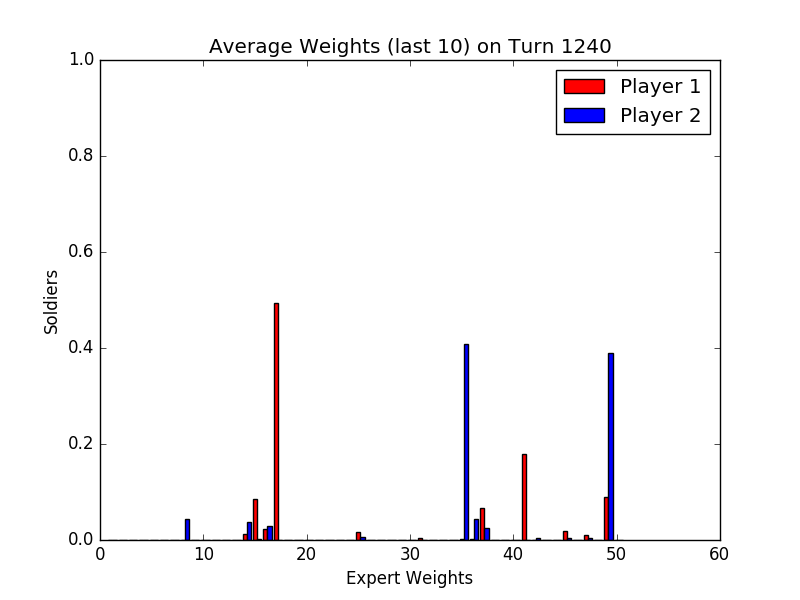 Average Weights (last 10) on Turn 1240
1.0
Player 1
Player 2
0.8
0.6
Soldiers
0.4
0.2
0.0
0 10 20 30 40 50 60
Expert Weights